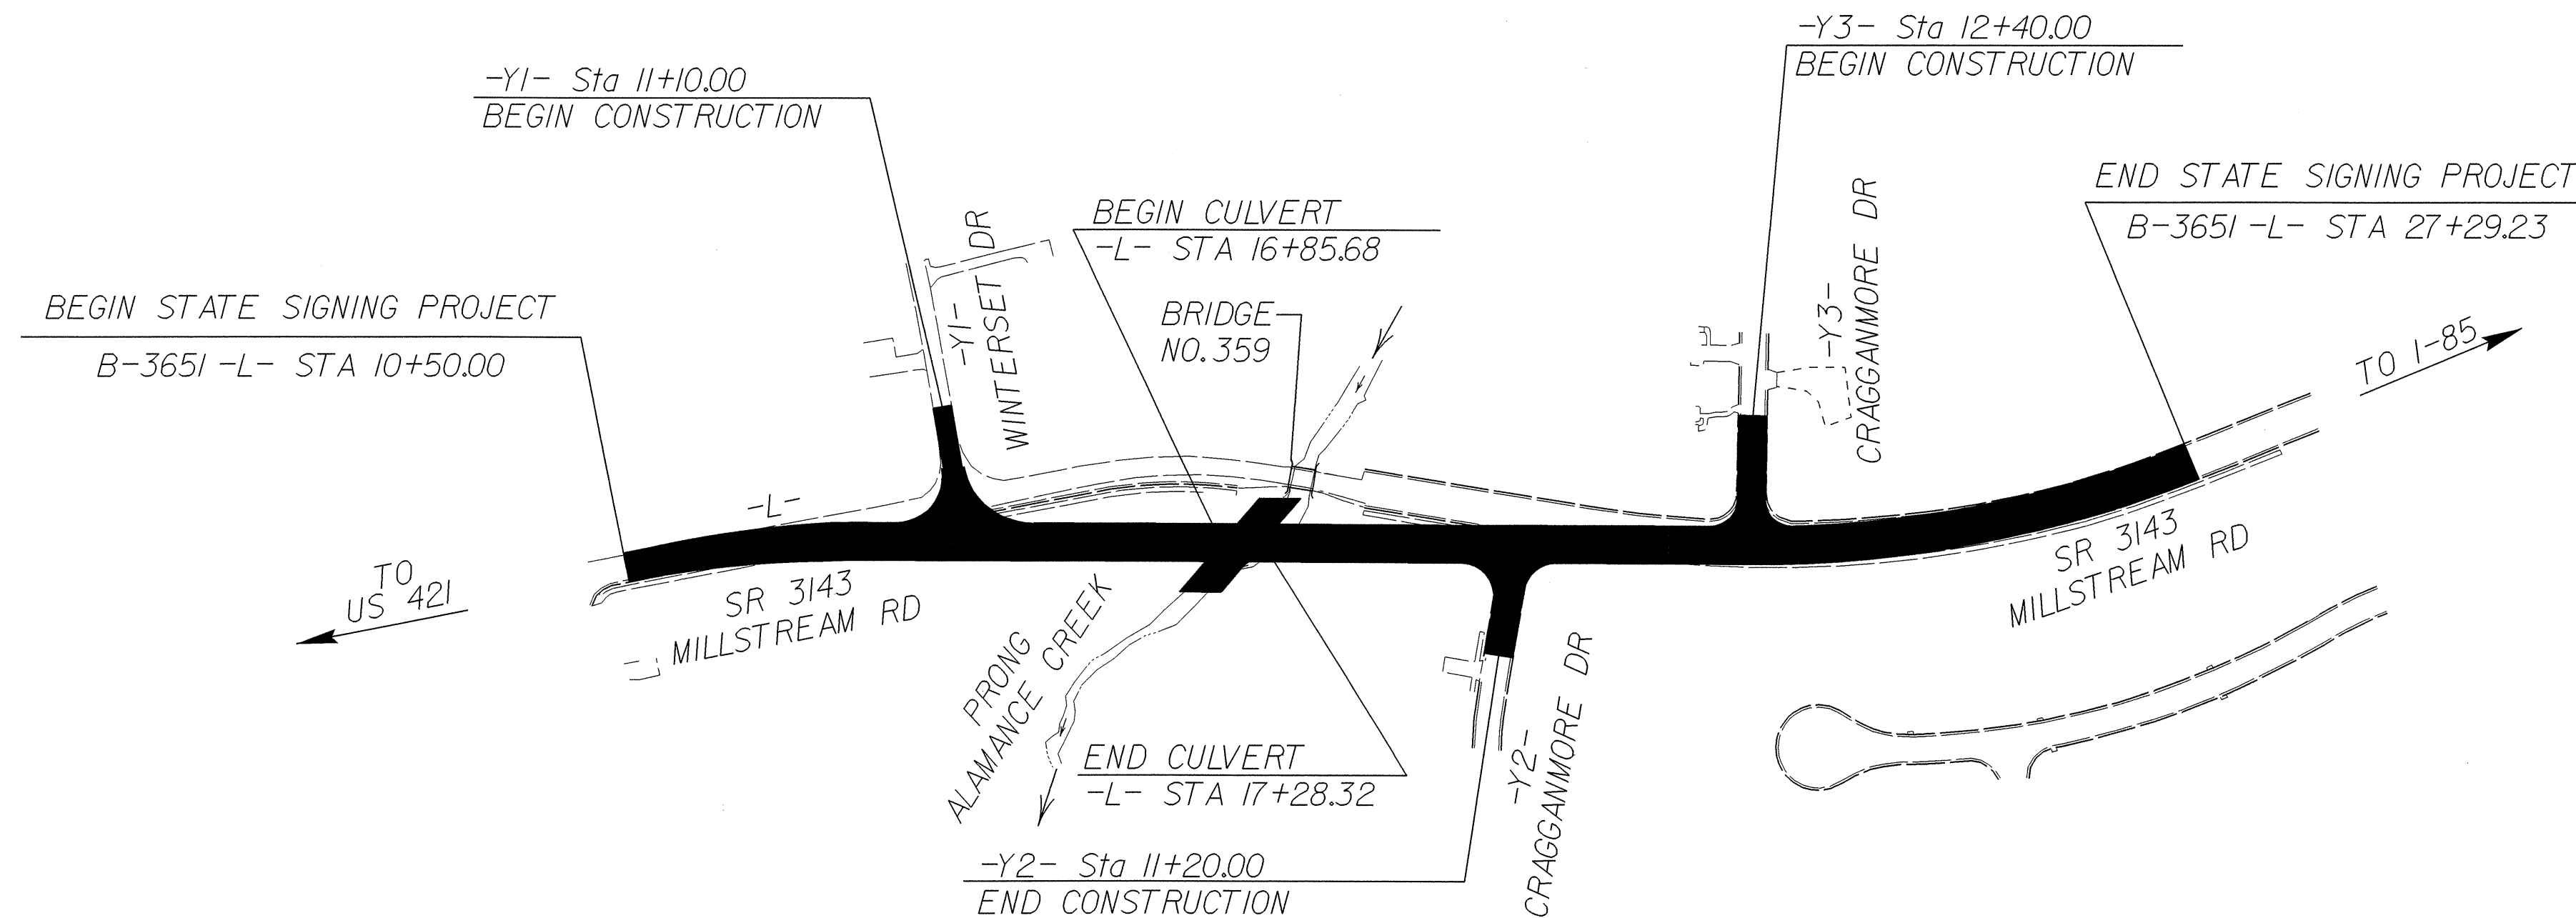 -Y3- Sta 12+40.00
BEGIN CONSTRUCTION
-Y1- Sta 11+10.00
BEGIN CONSTRUCTION
END STATE SIGNING PROJECT
B-3651 -L- STA 27+29.23
BEGIN CULVERT
-L- STA 16+85.68
BRIDGE
NO. 359
BEGIN STATE SIGNING PROJECT
B-3651 -L- STA 10+50.00
-Y1-
WINTERSET DR
-Y3-
CRAGGANMORE DR
TO I-85
-L-
TO
US 421
SR 3143
MILLSTREAM RD
SR 3143
MILLSTREAM RD
PRONG
ALAMANCE CREEK
END CULVERT
-L- STA 17+28.32
-Y2-
CRAGGANMORE DR
-Y2- Sta 11+20.00
END CONSTRUCTION